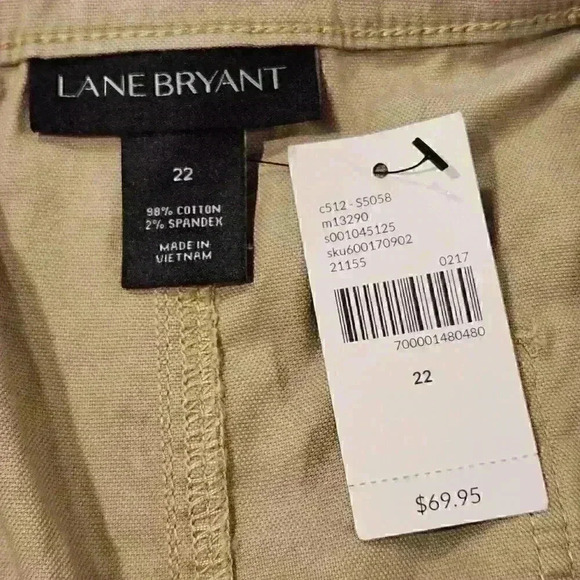 LANE BRYANT
22
98% COTTON
2% SPANDEX
MADE IN
VIETNAM
c512 - S5058
m13290
s001045125
sku600170902
21155 0217
700001480480
22
$69.95